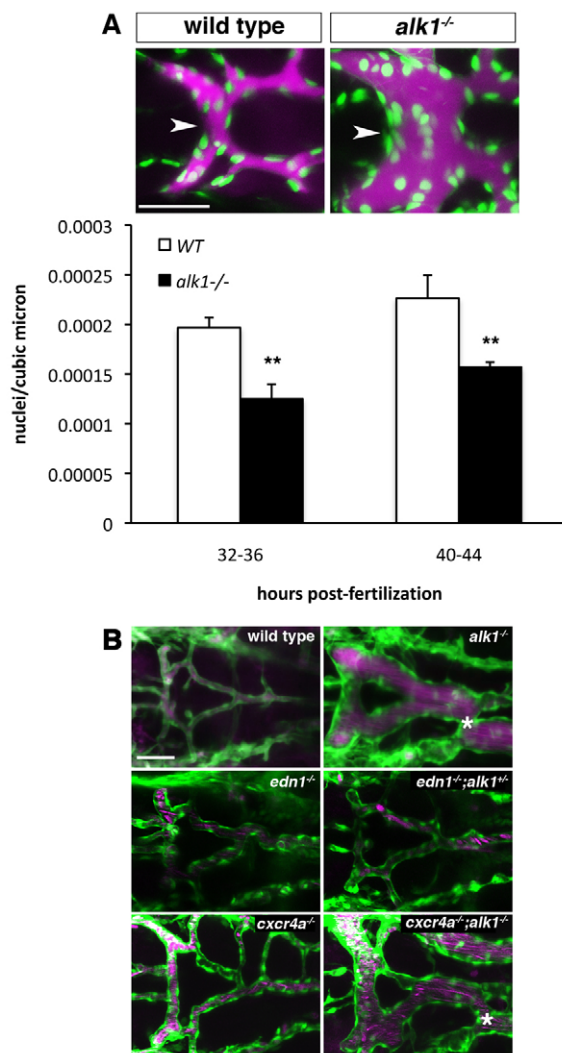 A
wild type
alk1-/-
0.0003
0.00025
0.0002
0.00015
0.0001
0.00005
0
nuclei/cubic micron
WT
alk1-/-
**
**
32-36
40-44
hours post-fertilization
B
wild type
alk1-/-
*
edn1-/-
edn1-/-;alk1+/-
cxcr4a-/-
cxcr4a-/-;alk1-/-
*